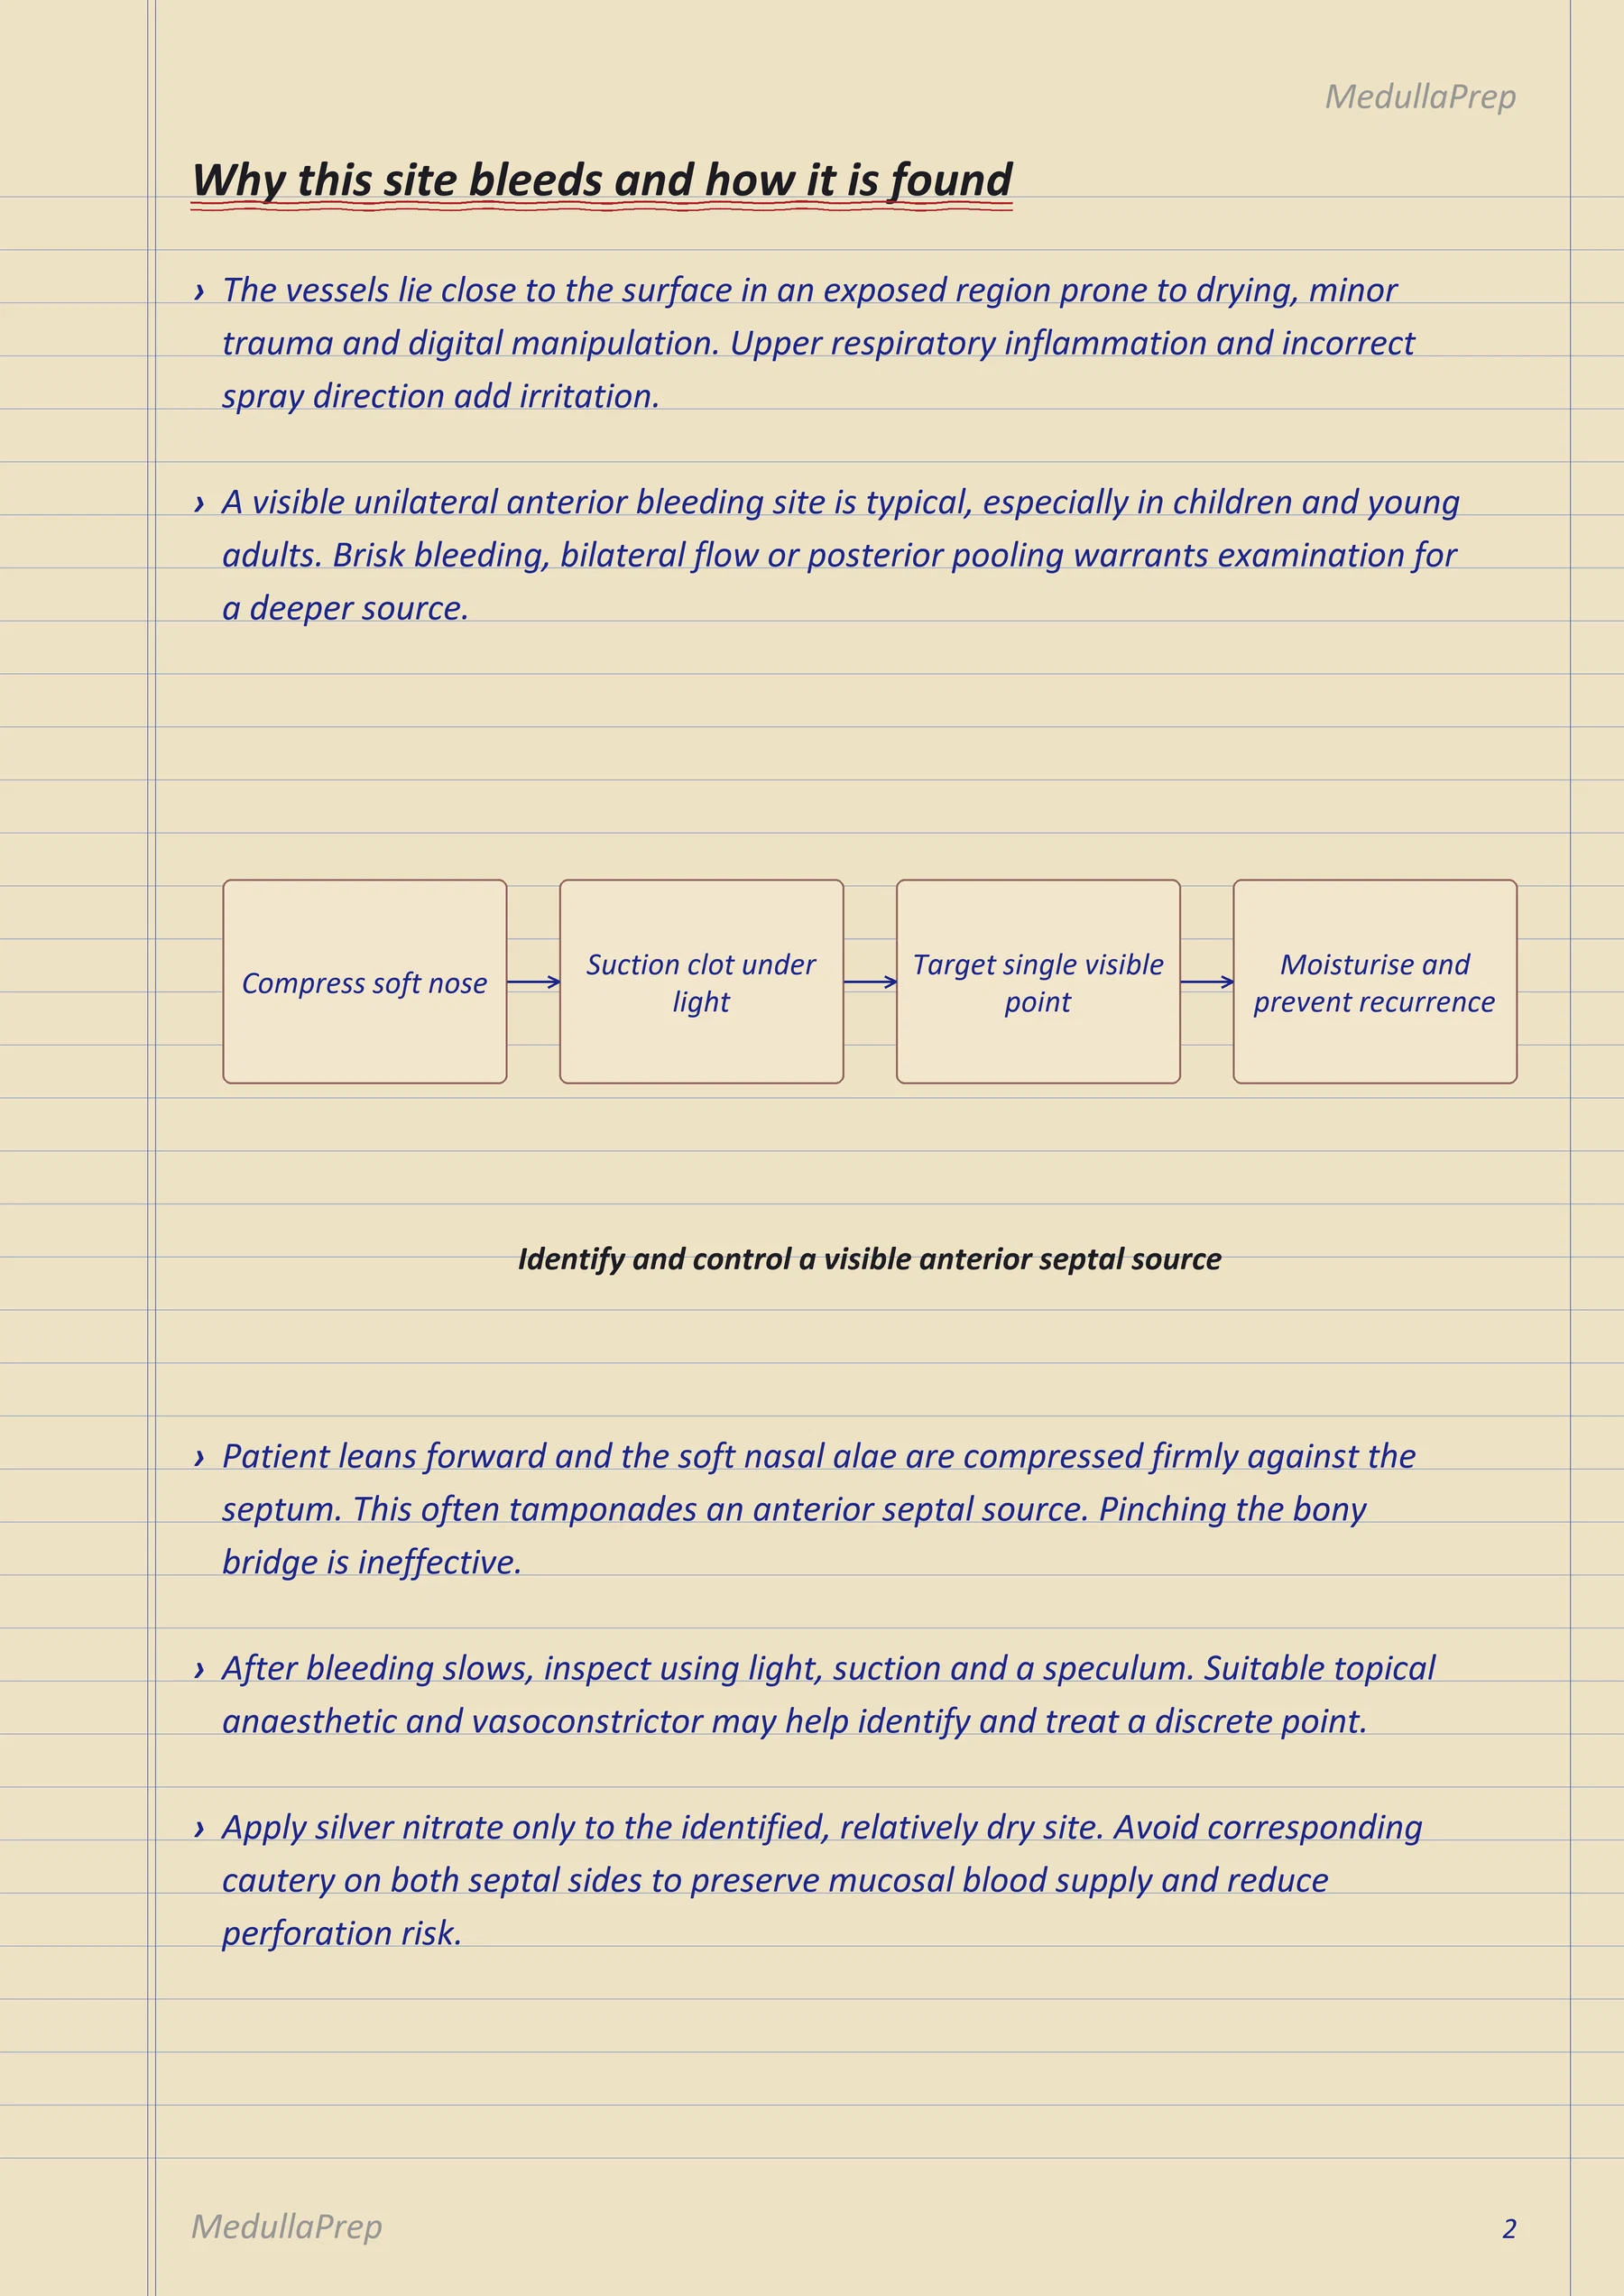 MedullaPrep
Why this site bleeds and how it is found
› The vessels lie close to the surface in an exposed region prone to drying, minor
trauma and digital manipulation. Upper respiratory inflammation and incorrect
spray direction add irritation.
› A visible unilateral anterior bleeding site is typical, especially in children and young
adults. Brisk bleeding, bilateral flow or posterior pooling warrants examination for
a deeper source.
Compress soft nose
Suction clot under
light
Target single visible
point
Moisturise and
prevent recurrence
Identify and control a visible anterior septal source
› Patient leans forward and the soft nasal alae are compressed firmly against the
septum. This often tamponades an anterior septal source. Pinching the bony
bridge is ineffective.
› After bleeding slows, inspect using light, suction and a speculum. Suitable topical
anaesthetic and vasoconstrictor may help identify and treat a discrete point.
› Apply silver nitrate only to the identified, relatively dry site. Avoid corresponding
cautery on both septal sides to preserve mucosal blood supply and reduce
perforation risk.
MedullaPrep
2